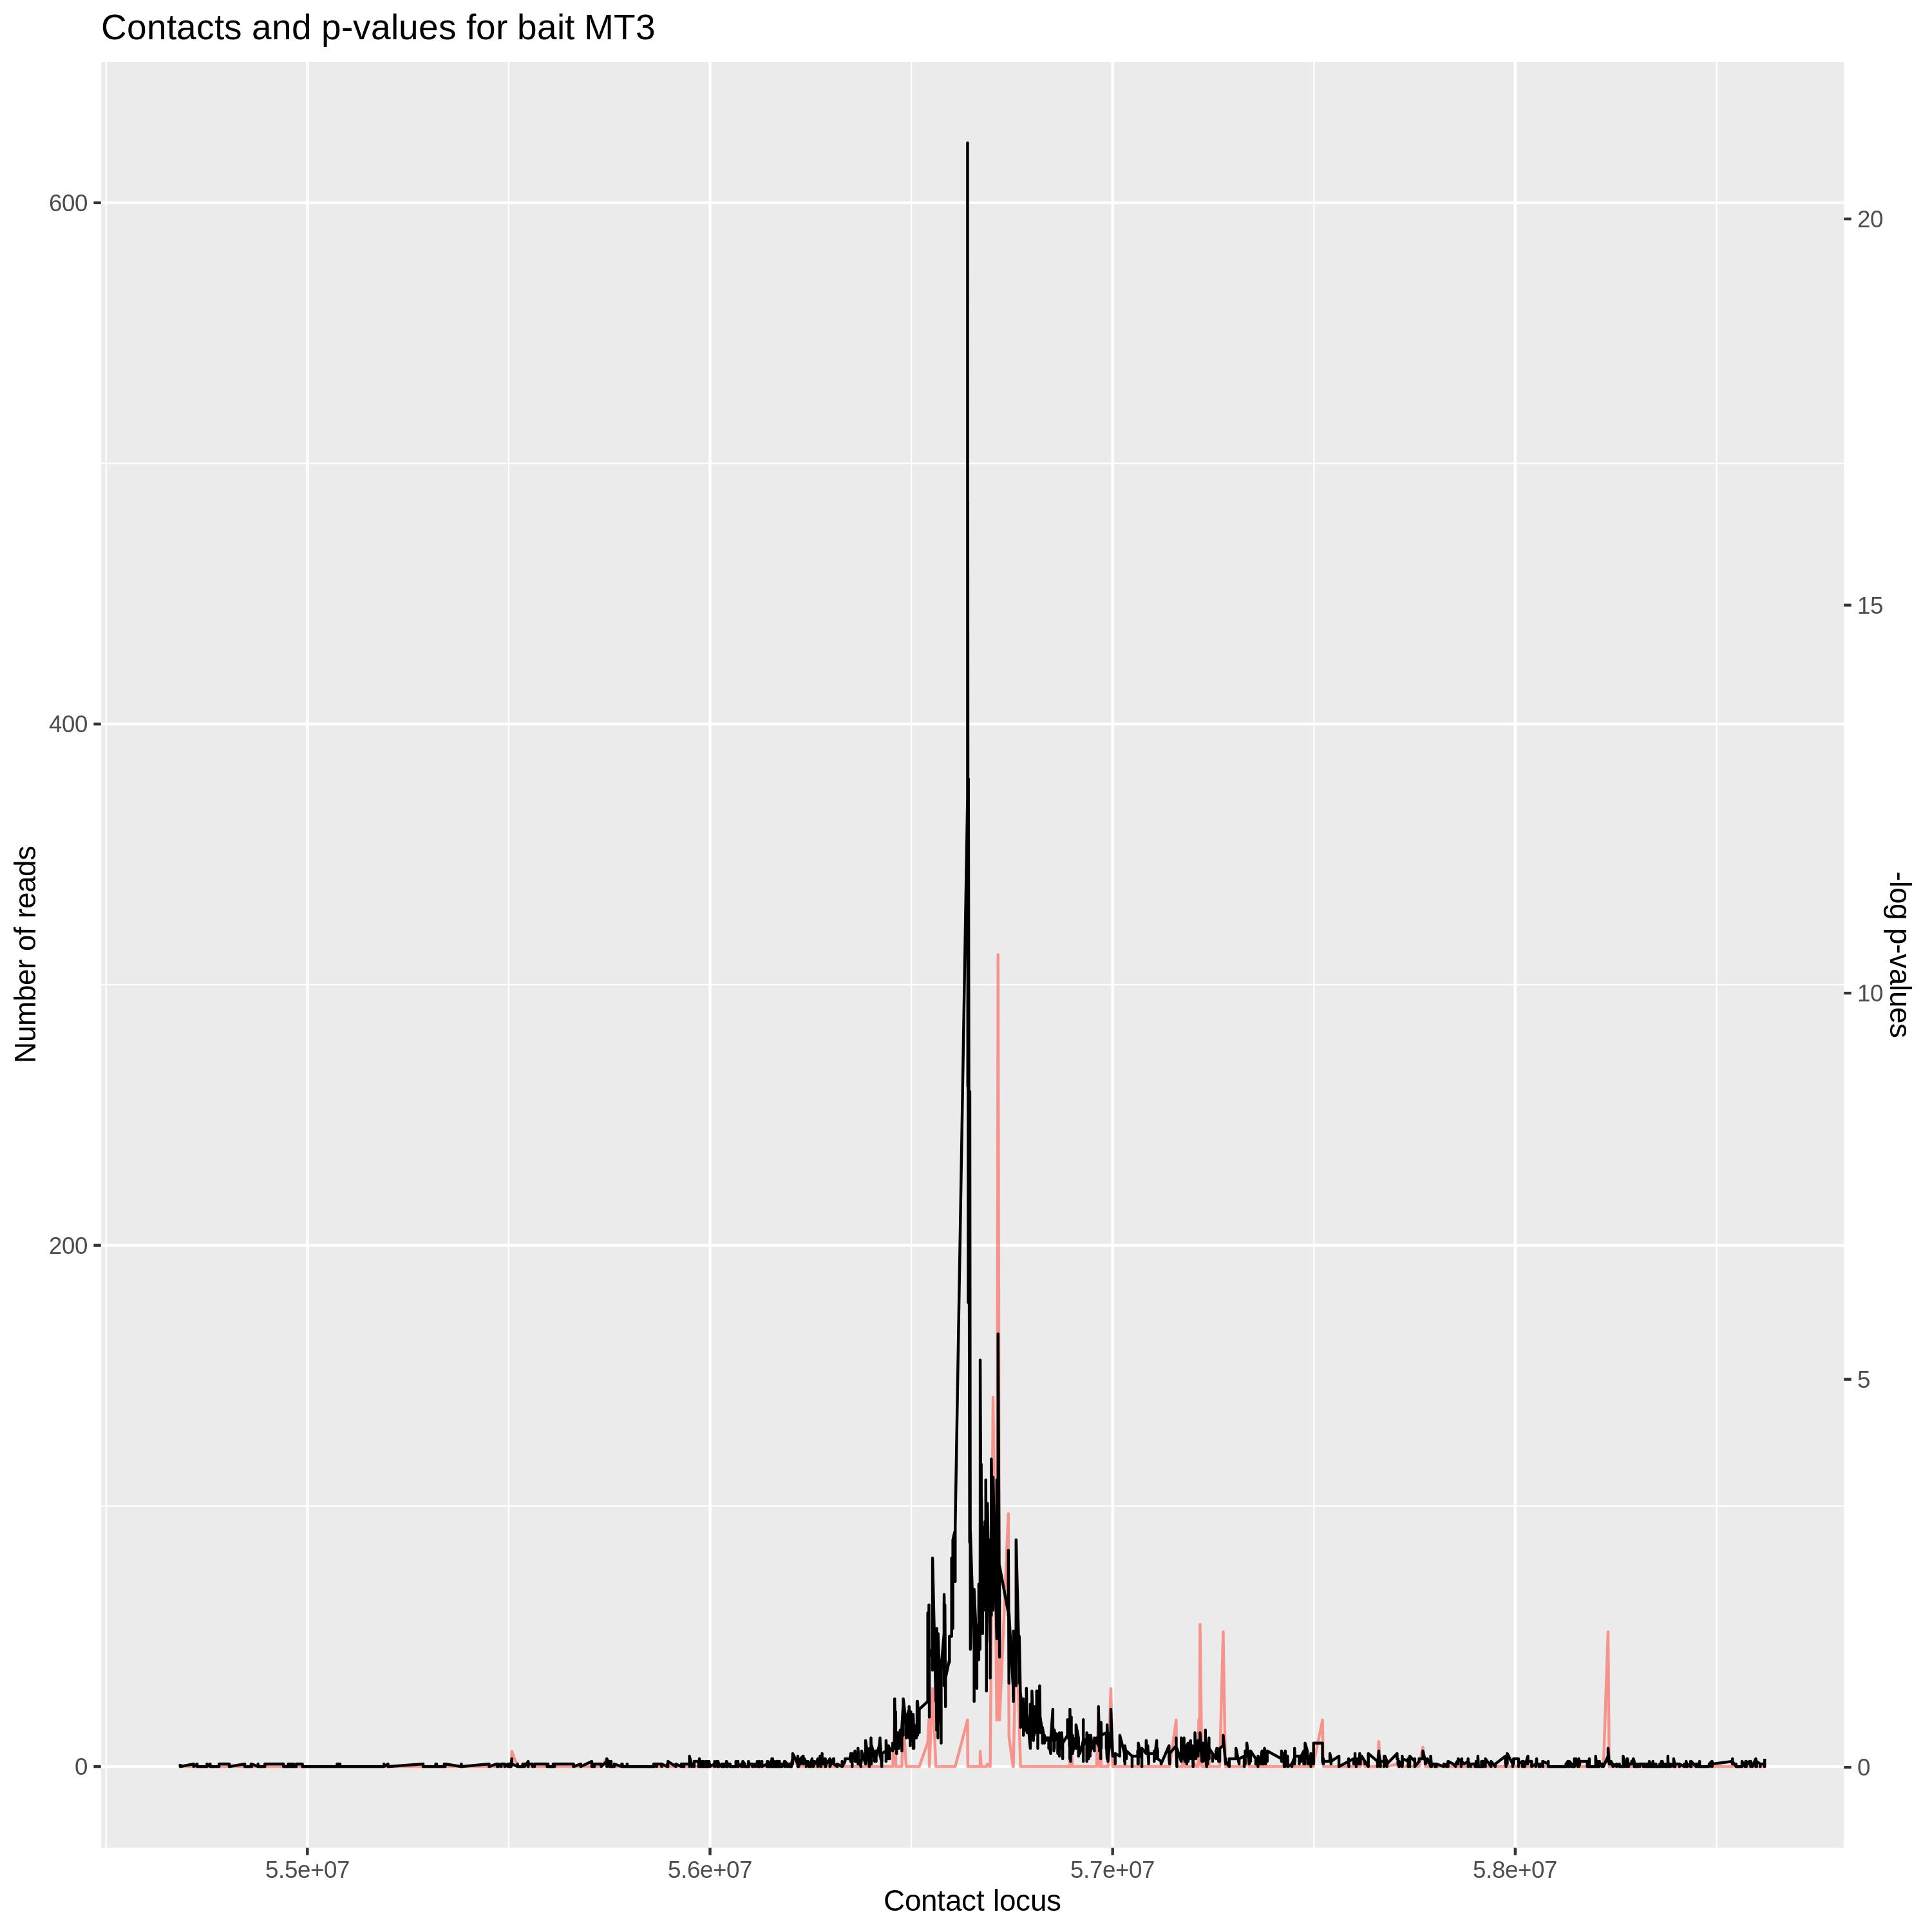 Contacts and p-values for bait MT3
600
400
200
0
Number of reads
20
15
10
5
0
-log p-values
5.5e+07
5.6e+07
5.7e+07
5.8e+07
Contact locus